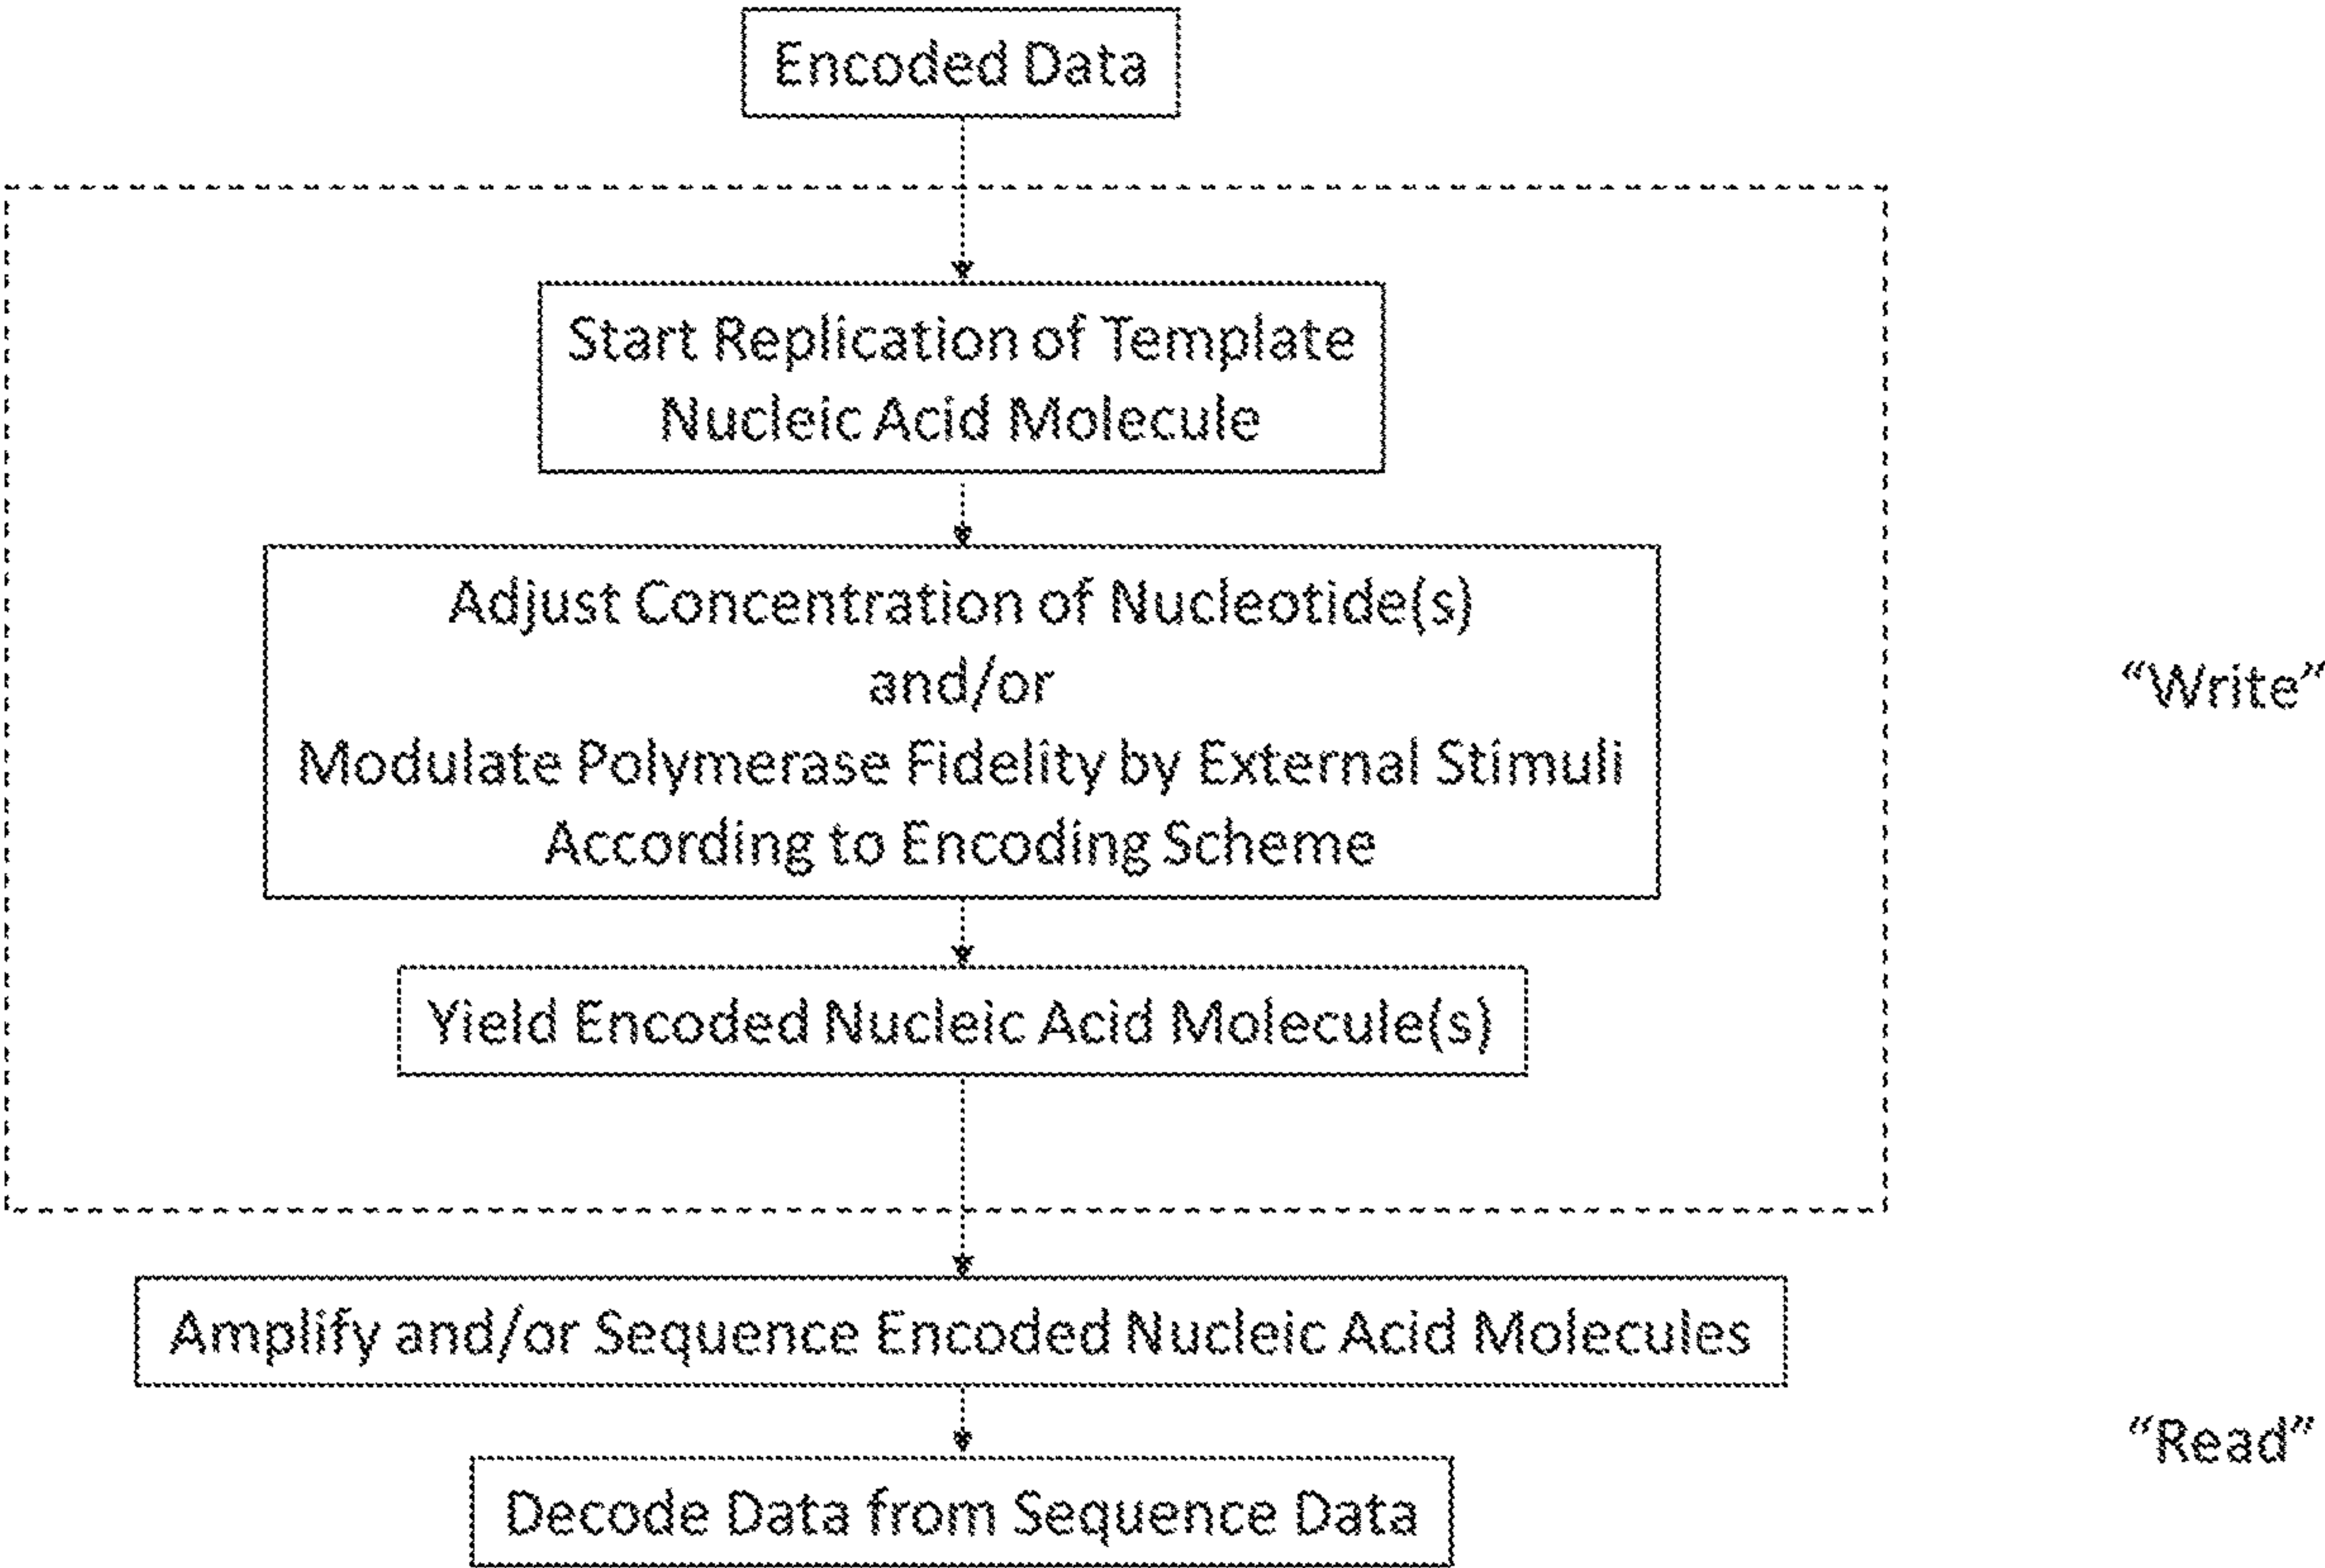 Encoded Data
Start Replication of Template
Nucleic Acid Molecule
Adjust Concentration of Nucleotide(s)
and/or
Modulate Polymerase Fidelity by External Stimuli
According to Encoding Scheme
“Write”
Yield Encoded Nucleic Acid Molecule(s)
Amplify and/or Sequence Encoded Nucleic Acid Molecules
“Read”
Decode Data from Sequence Data